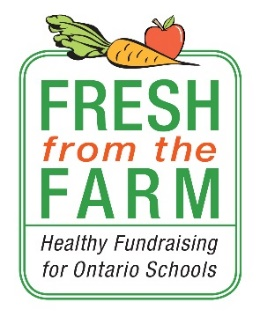 FRESH
from the
FARM
Healthy Fundraising
for Ontario Schools